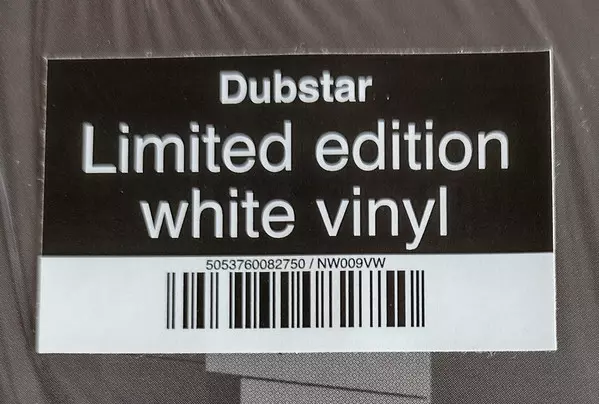 Dubstar
Limited edition
white vinyl
5053760082750 / NW009VW